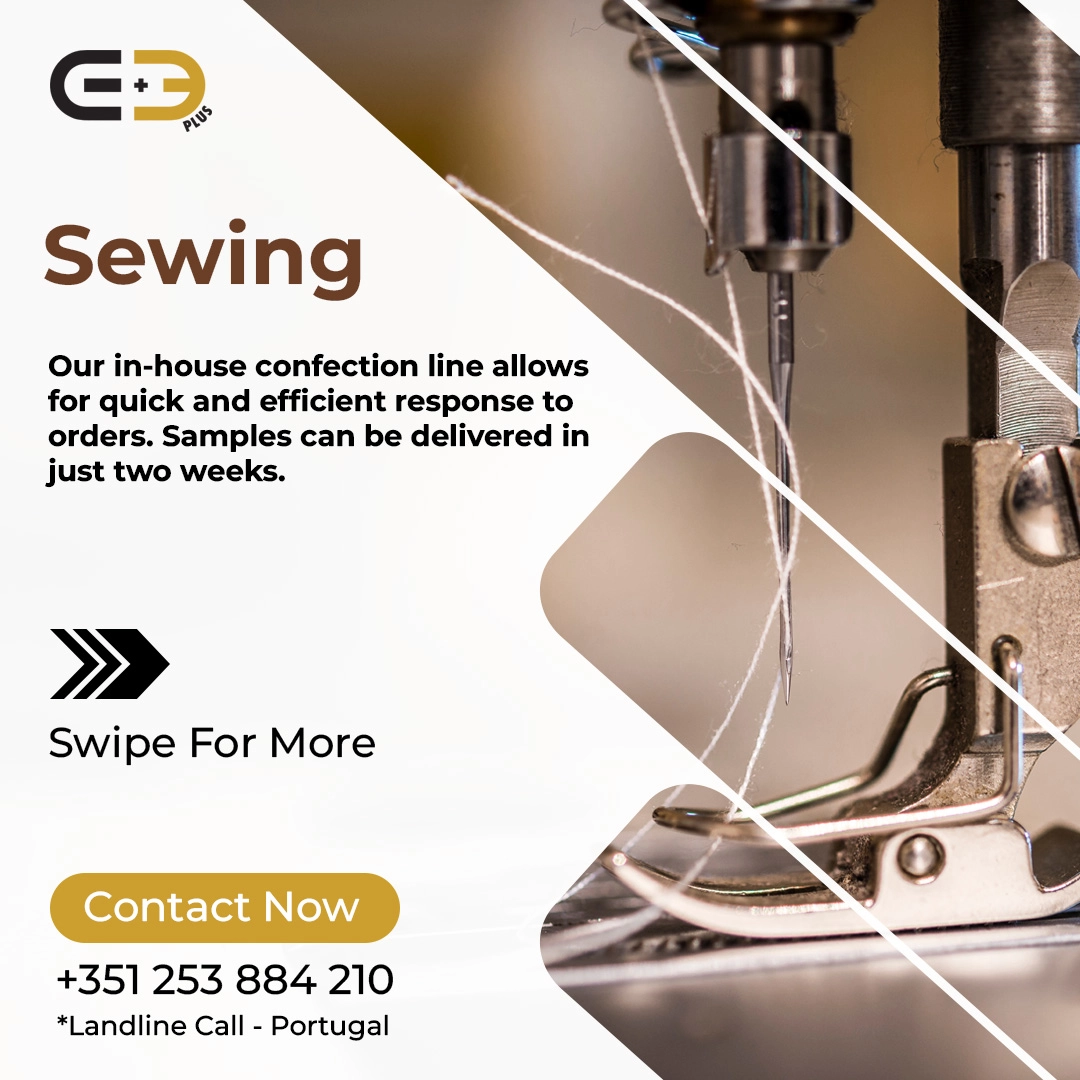 E+3
PLUS
Sewing
Our in-house confection line allows
for quick and efficient response to
orders. Samples can be delivered in
just two weeks.
Swipe For More
Contact Now
+351 253 884 210
*Landline Call - Portugal